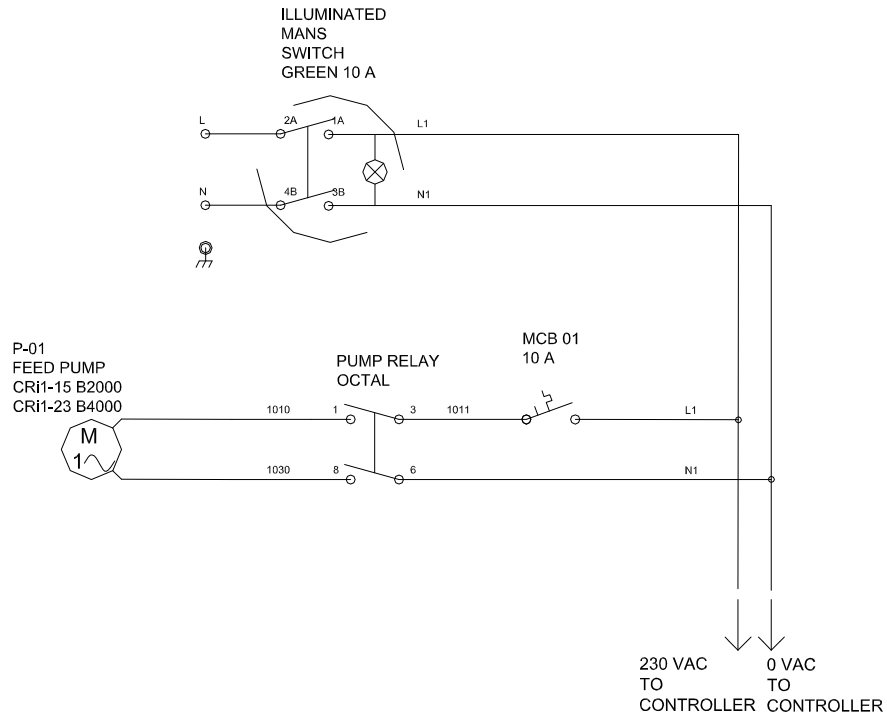 ILLUMINATED
MANS
SWITCH
GREEN 10 A
L
2A
1A
L1
N
4B
3B
N1
P-01
FEED PUMP
CRi1-15 B2000
CRi1-23 B4000
PUMP RELAY
OCTAL
MCB 01
10 A
1010
1
3
1011
L1
M
1
1030
8
6
N1
230 VAC
TO
CONTROLLER
0 VAC
TO
CONTROLLER